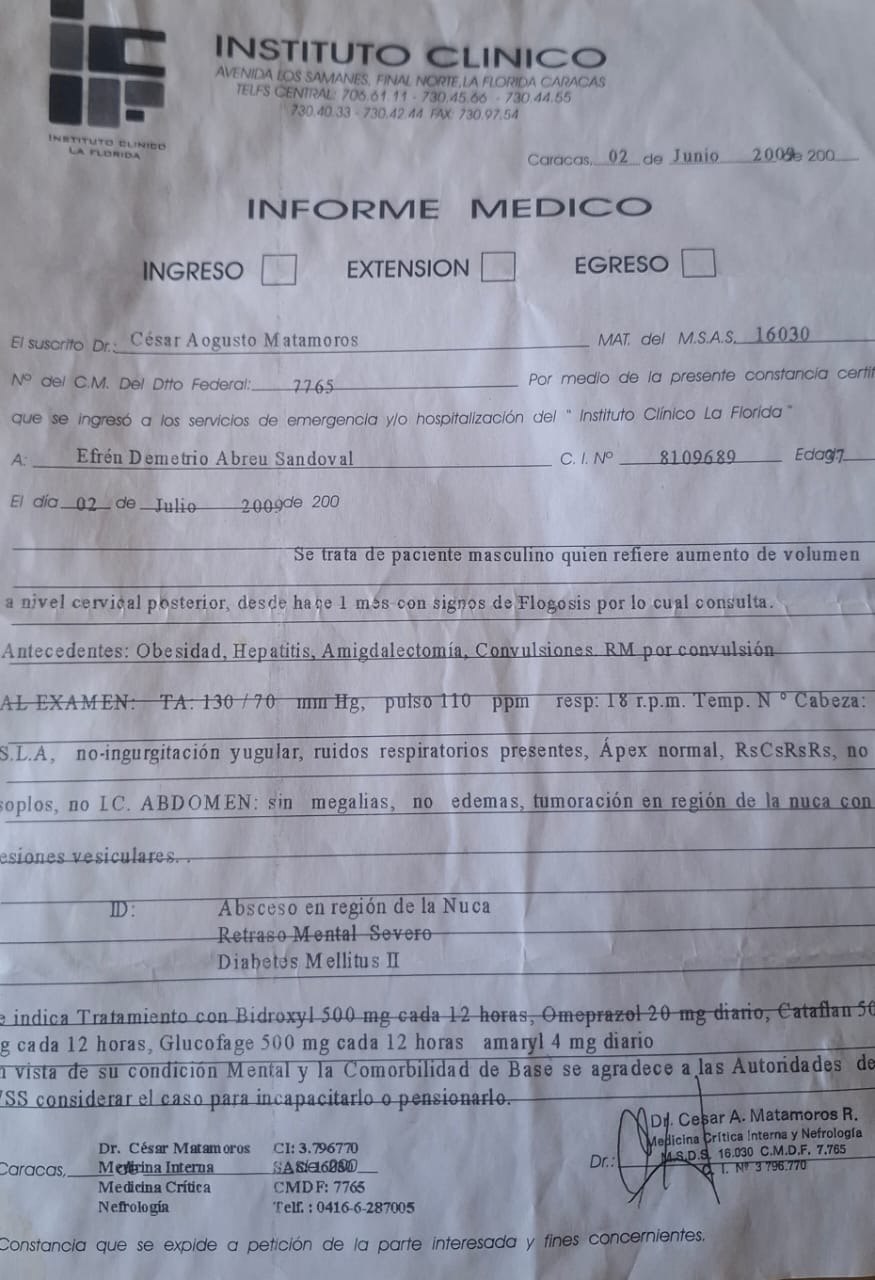 INSTITUTO CLINICO
LA FLORIDA
INSTITUTO CLINICO
AVENIDA LOS SAMANES, FINAL NORTE, LA FLORIDA CARACAS
TELFS CENTRAL: 706.61.11 - 730.45.66 - 730.44.55
730.40.33 - 730.42.44 FAX: 730.97.54
Caracas, 02 de Junio 2009 de 200
INFORME MEDICO
INGRESO EXTENSION EGRESO
El suscrito Dr.: César Aogusto Matamoros MAT. del M.S.A.S. 16030
Nº del C.M. Del Dtto Federal: 7765 Por medio de la presente constancia certif
que se ingresó a los servicios de emergencia y/o hospitalización del " Instituto Clínico La Florida "
A: Efrén Demetrio Abreu Sandoval C. I. Nº 8109689 Edad
El día 02 de Julio 2009 de 200
Se trata de paciente masculino quien refiere aumento de volumen
a nivel cervical posterior, desde hace 1 mes con signos de Flogosis por lo cual consulta.
Antecedentes: Obesidad, Hepatitis, Amigdalectomía, Convulsiones RM por convulsión
AL EXAMEN: TA: 130 / 70 mm Hg, pulso 110 ppm resp: 18 r.p.m. Temp. N ° Cabeza:
S.L.A, no-ingurgitación yugular, ruidos respiratorios presentes, Ápex normal, RsCsRsRs, no
soplos, no I.C. ABDOMEN: sin megalias, no edemas, tumoración en región de la nuca con
esiones vesiculares. .
ID: Absceso en región de la Nuca
Retraso Mental Severo
Diabetes Mellitus II
e indica Tratamiento con Bidroxyl 500 mg cada 12 horas, Omeprazol 20 mg diario, Cataflan 50
g cada 12 horas, Glucofage 500 mg cada 12 horas amaryl 4 mg diario
n vista de su condición Mental y la Comorbilidad de Base se agradece a las Autoridades de
SS considerar el caso para incapacitarlo o pensionarlo.
Dr. César Matamoros CI: 3.796770
Caracas, Interna
Medicina Crítica CMDF: 7765
Nefrología Telf. : 0416-6-287005
Dr.: Dr. Cesar A. Matamoros R.
Medicina Crítica Interna y Nefrología
M.S.D.S. 16.030 C.M.D.F. 7,765
C. I. Nº 3 796.770
Constancia que se expide a petición de la parte interesada y fines concernientes.